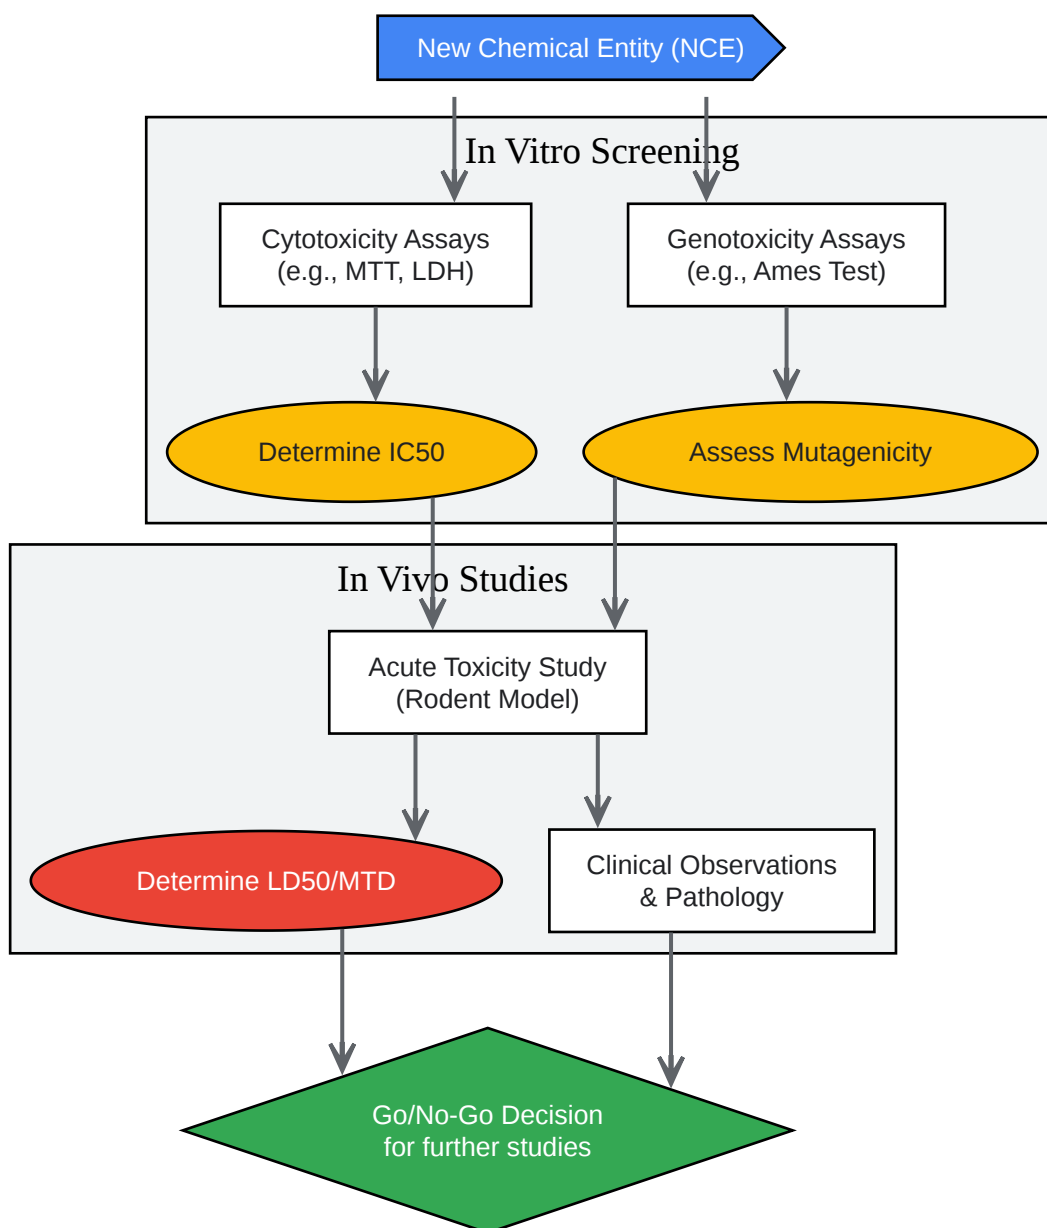 New Chemical Entity (NCE)
In Vitro Screening
Cytotoxicity Assays
(e.g., MTT, LDH)
Genotoxicity Assays
(e.g., Ames Test)
Determine IC50
Assess Mutagenicity
In Vivo Studies
Acute Toxicity Study
(Rodent Model)
Determine LD50/MTD
Clinical Observations
& Pathology
Go/No-Go Decision
for further studies